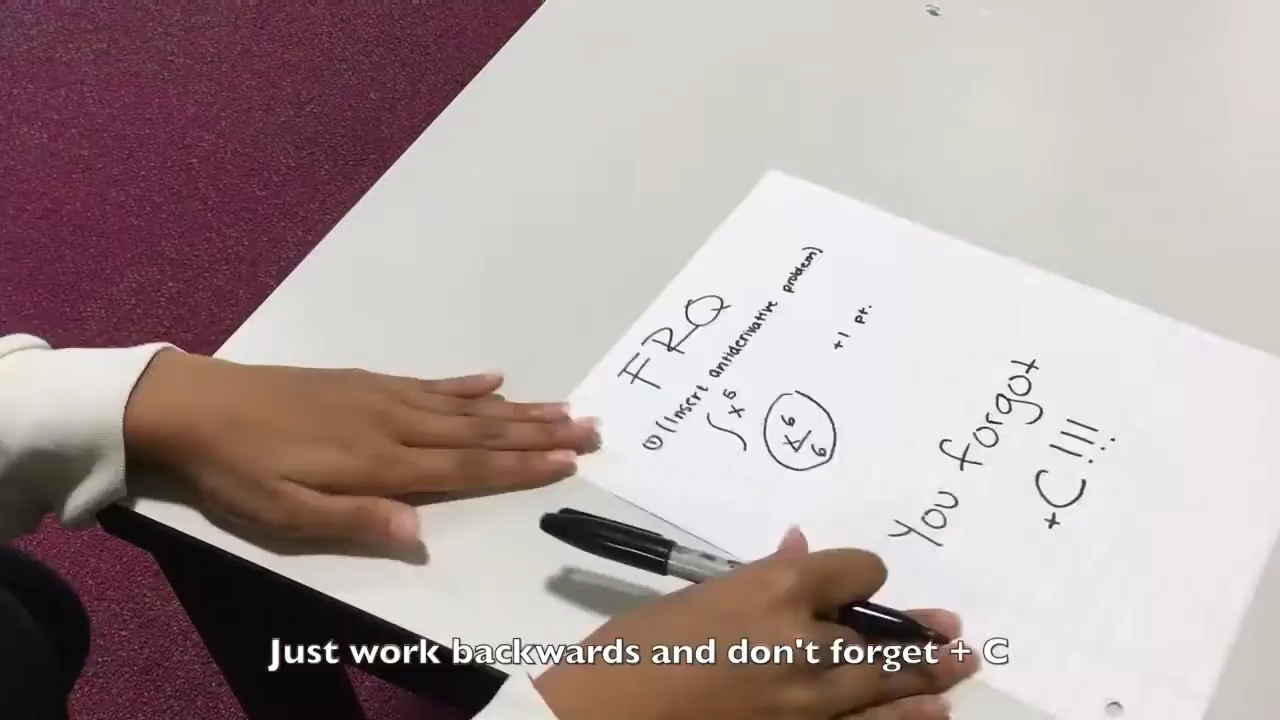 FRQ
① (Insert antiderivative problem)
∫ x⁵
x⁶/6
+1 pt.
You forgot
+C!!!
Just work backwards and don't forget + C